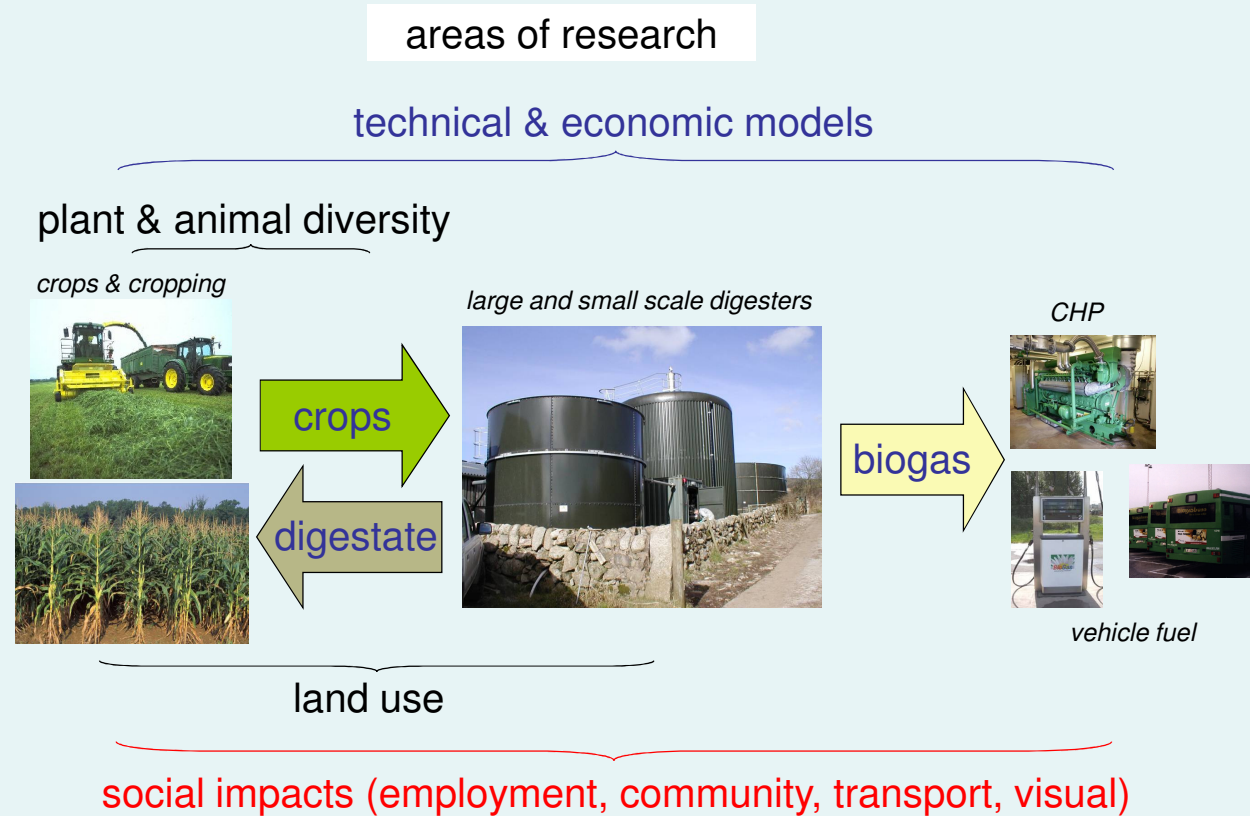 areas of research
technical & economic models
plant & animal diversity
crops & cropping
large and small scale digesters
CHP
crops
biogas
digestate
vehicle fuel
land use
social impacts (employment, community, transport, visual)